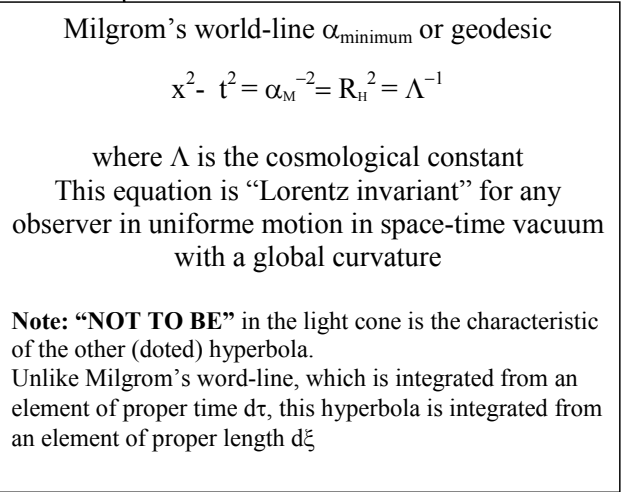 Milgrom’s world-line αminimum or geodesic
x²- t² = αM⁻² = RH² = Λ⁻¹
where Λ is the cosmological constant
This equation is “Lorentz invariant” for any
observer in uniforme motion in space-time vacuum
with a global curvature
Note: “NOT TO BE” in the light cone is the characteristic
of the other (doted) hyperbola.
Unlike Milgrom’s word-line, which is integrated from an
element of proper time dτ, this hyperbola is integrated from
an element of proper length dξ